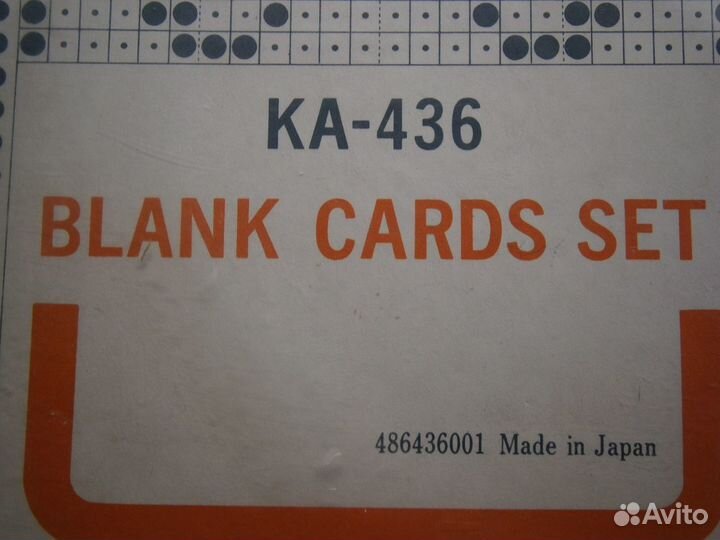 KA-436
BLANK CARDS SET
486436001 Made in Japan
Avito